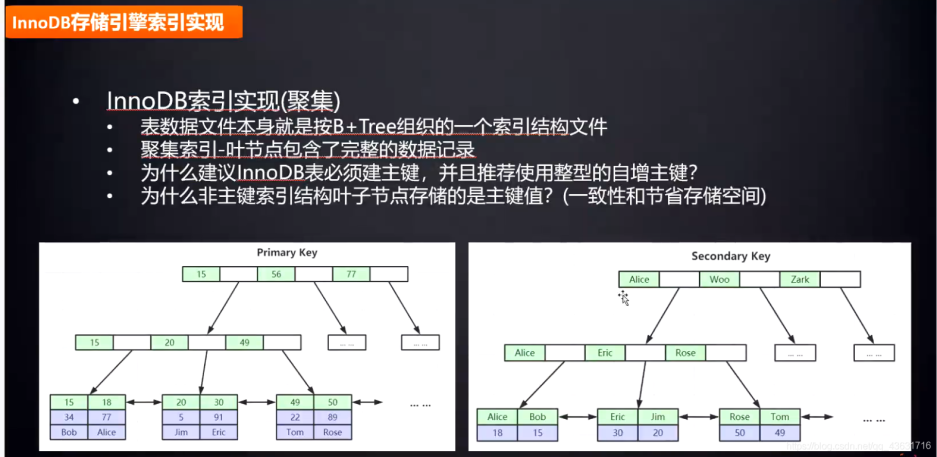 InnoDB存储引擎索引实现
• InnoDB索引实现(聚集)
• 表数据文件本身就是按B+Tree组织的一个索引结构文件
• 聚集索引-叶节点包含了完整的数据记录
• 为什么建议InnoDB表必须建主键，并且推荐使用整型的自增主键?
• 为什么非主键索引结构叶子节点存储的是主键值? (一致性和节省存储空间)
Primary Key
15 56 77
15 20 49 ... ... ... ...
15 18 20 30 49 50 ... ...
34 77 5 91 22 89
Bob Alice Jim Eric Tom Rose
Secondary Key
Alice Woo Zark
Alice Eric Rose ... ... ... ...
Alice Bob Eric Jim Rose Tom ... ...
18 15 30 20 50 49